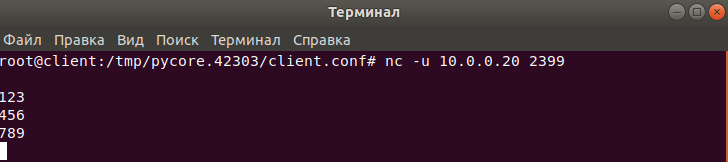 Терминал
Файл Правка Вид Поиск Терминал Справка
root@client:/tmp/pycore.42303/client.conf# nc -u 10.0.0.20 2399
123
456
789